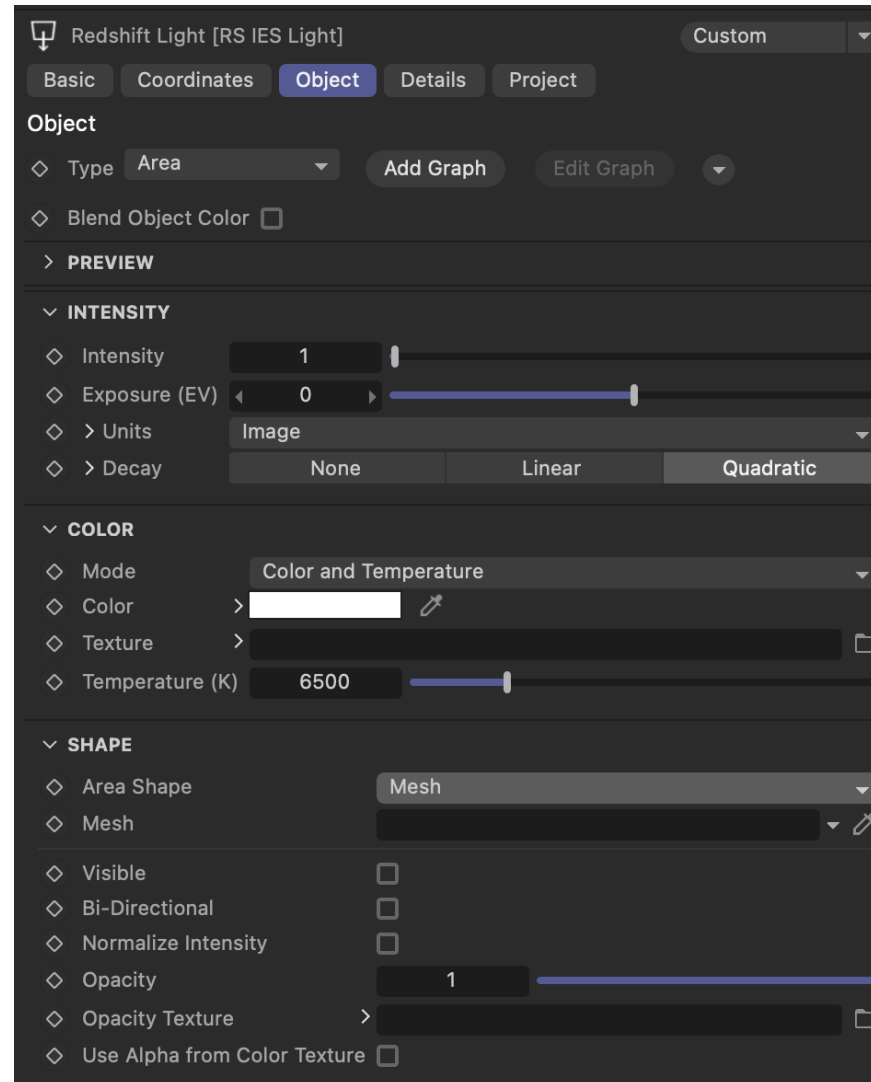 Redshift Light [RS IES Light] Custom
Basic Coordinates Object Details Project
Object
Type Area Add Graph Edit Graph
Blend Object Color
PREVIEW
INTENSITY
Intensity 1
Exposure (EV) 0
Units Image
Decay None Linear Quadratic
COLOR
Mode Color and Temperature
Color
Texture
Temperature (K) 6500
SHAPE
Area Shape Mesh
Mesh
Visible
Bi-Directional
Normalize Intensity
Opacity 1
Opacity Texture
Use Alpha from Color Texture